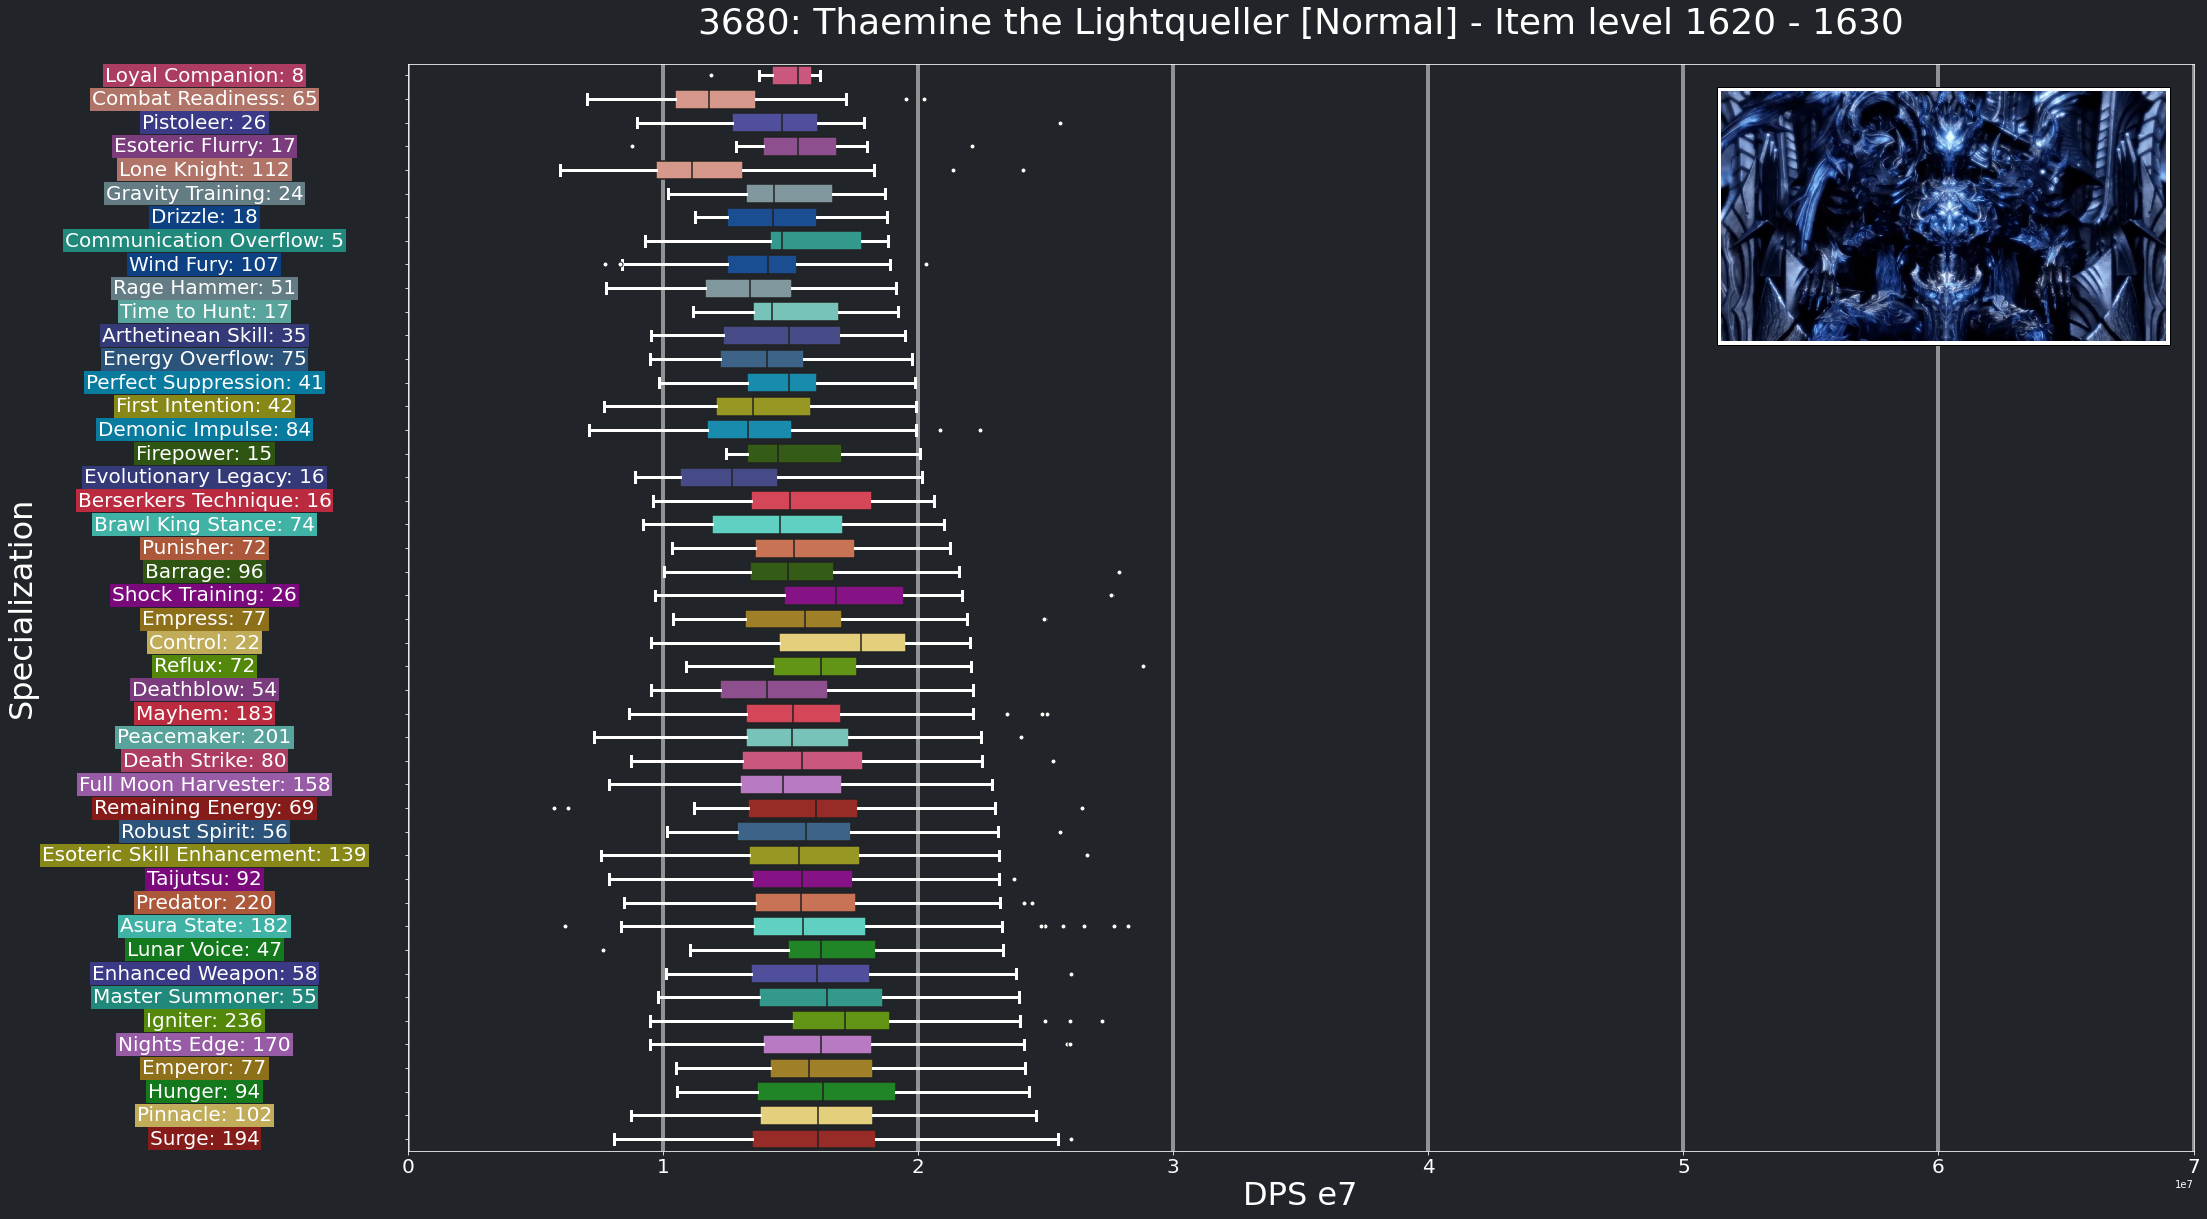 3680: Thaemine the Lightqueller [Normal] - Item level 1620 - 1630
Specialization
Loyal Companion: 8
Combat Readiness: 65
Pistoleer: 26
Esoteric Flurry: 17
Lone Knight: 112
Gravity Training: 24
Drizzle: 18
Communication Overflow: 5
Wind Fury: 107
Rage Hammer: 51
Time to Hunt: 17
Arthetinean Skill: 35
Energy Overflow: 75
Perfect Suppression: 41
First Intention: 42
Demonic Impulse: 84
Firepower: 15
Evolutionary Legacy: 16
Berserkers Technique: 16
Brawl King Stance: 74
Punisher: 72
Barrage: 96
Shock Training: 26
Empress: 77
Control: 22
Reflux: 72
Deathblow: 54
Mayhem: 183
Peacemaker: 201
Death Strike: 80
Full Moon Harvester: 158
Remaining Energy: 69
Robust Spirit: 56
Esoteric Skill Enhancement: 139
Taijutsu: 92
Predator: 220
Asura State: 182
Lunar Voice: 47
Enhanced Weapon: 58
Master Summoner: 55
Igniter: 236
Nights Edge: 170
Emperor: 77
Hunger: 94
Pinnacle: 102
Surge: 194
0 1 2 3 4 5 6 7
1e7
DPS e7